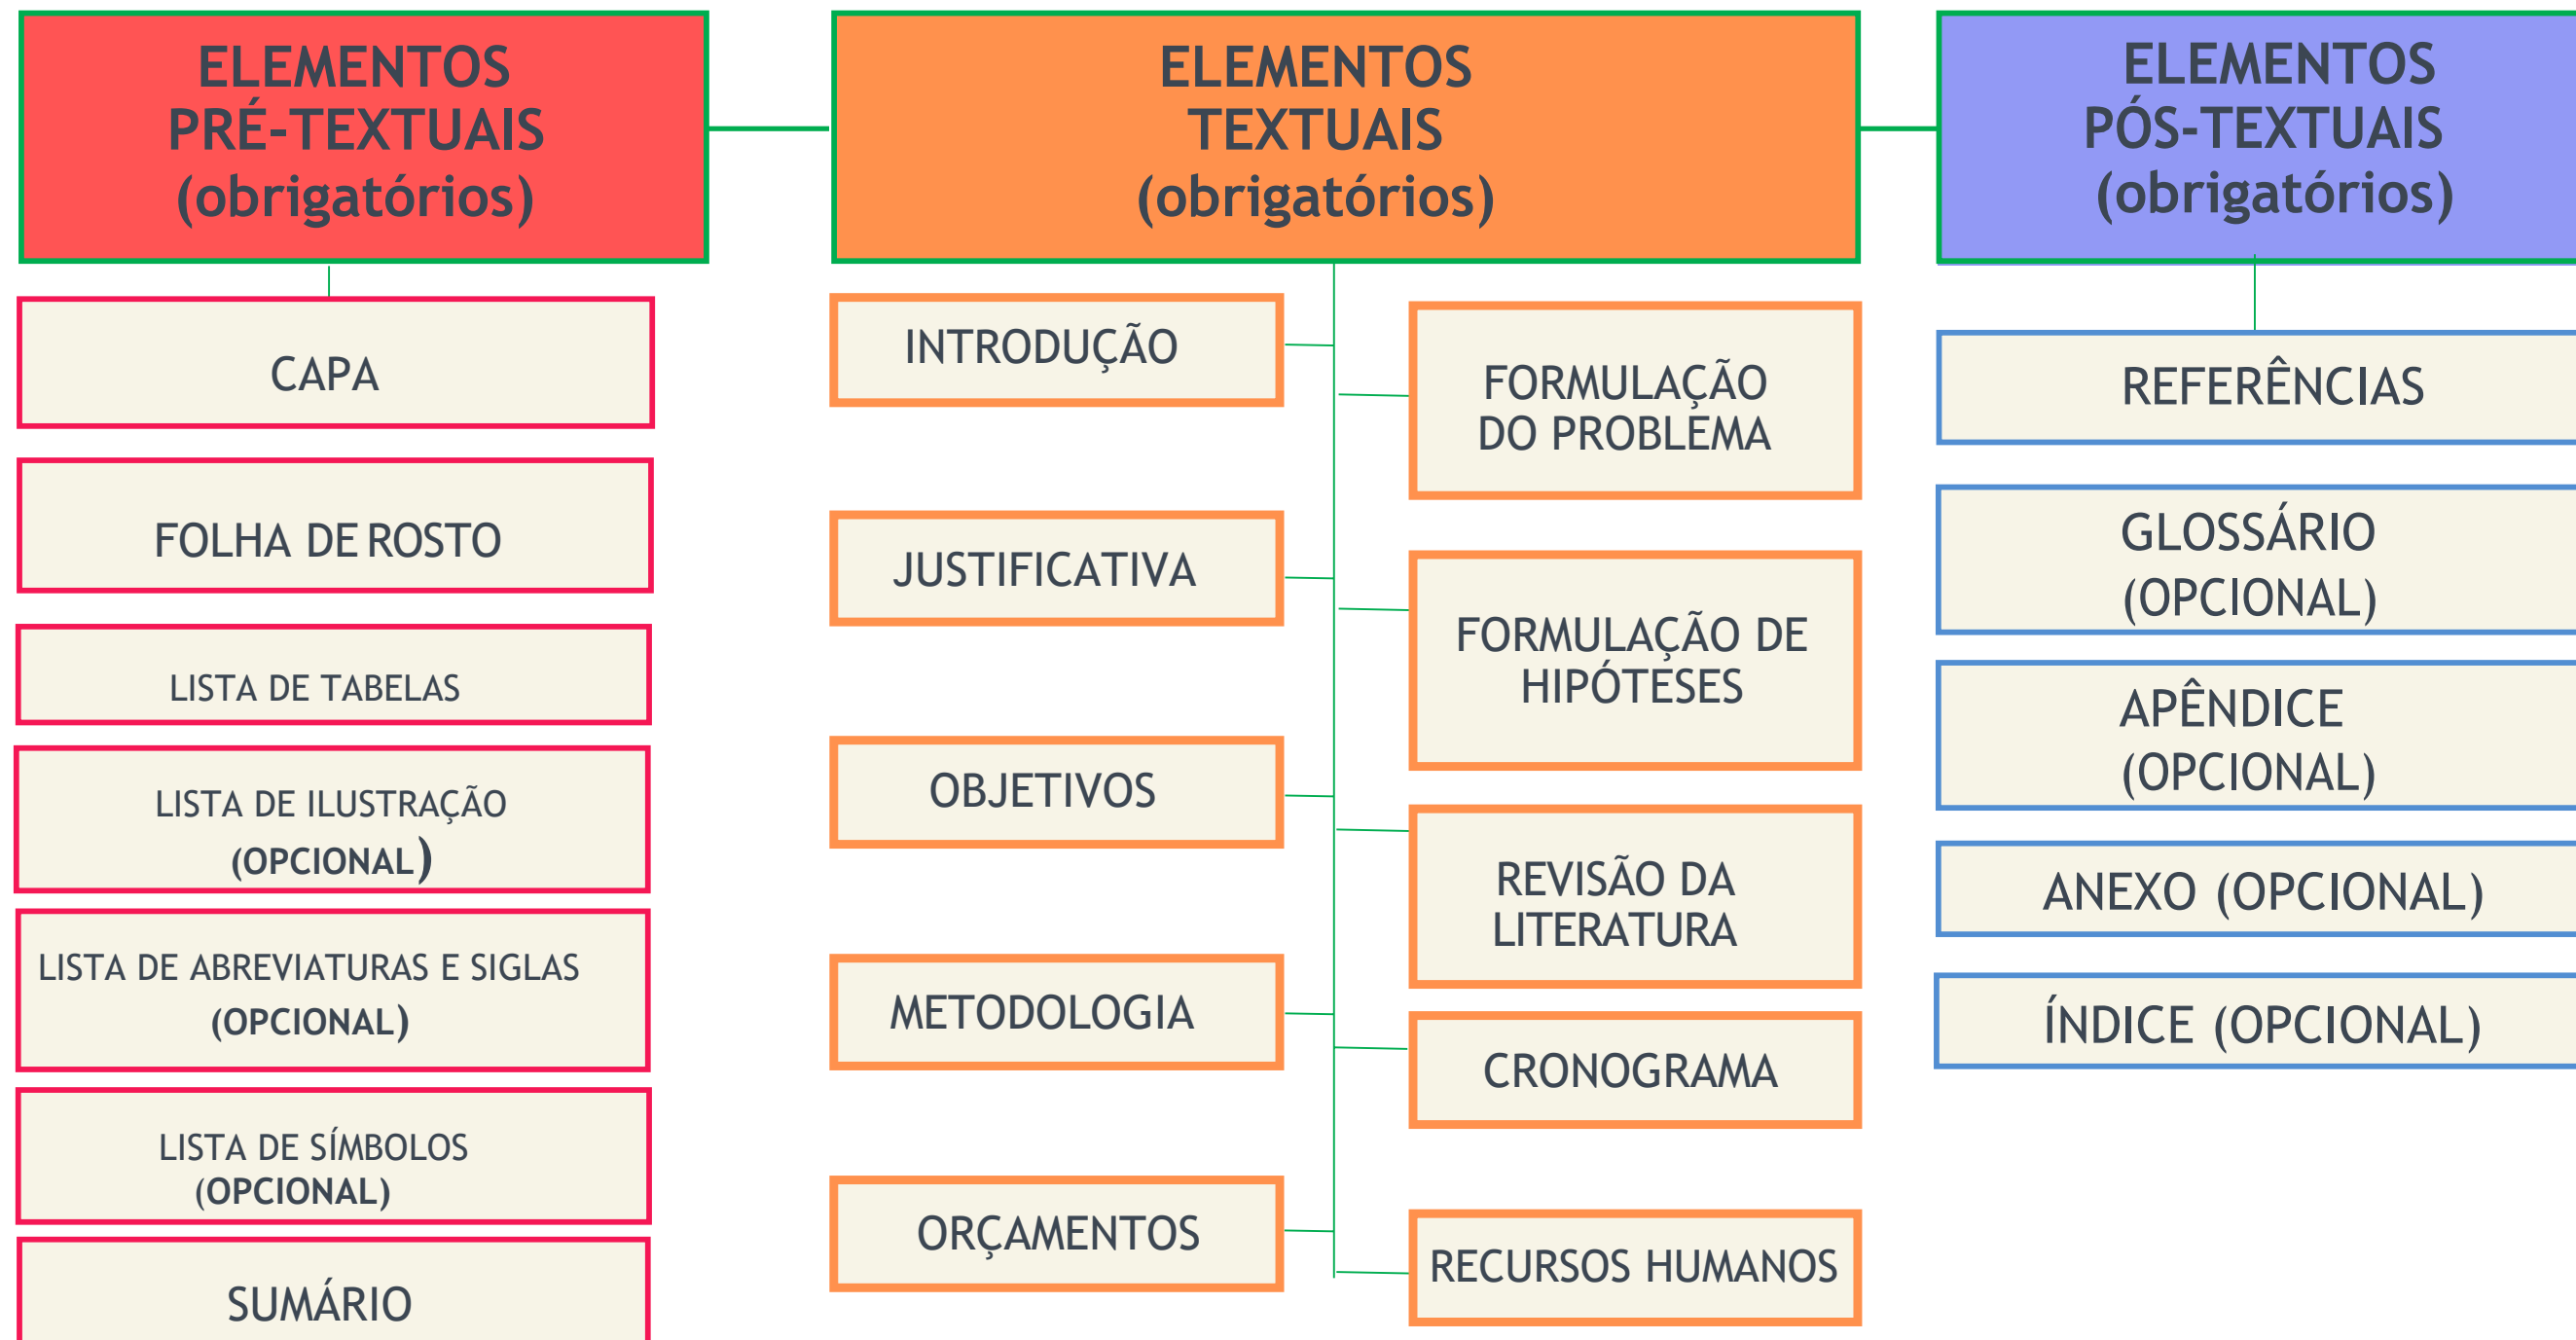 ELEMENTOS
PRÉ-TEXTUAIS
(obrigatórios)
CAPA
FOLHA DE ROSTO
LISTA DE TABELAS
LISTA DE ILUSTRAÇÃO
(OPCIONAL)
LISTA DE ABREVIATURAS E SIGLAS
(OPCIONAL)
LISTA DE SÍMBOLOS
(OPCIONAL)
SUMÁRIO
ELEMENTOS
TEXTUAIS
(obrigatórios)
INTRODUÇÃO
FORMULAÇÃO
DO PROBLEMA
JUSTIFICATIVA
FORMULAÇÃO DE
HIPÓTESES
OBJETIVOS
REVISÃO DA
LITERATURA
METODOLOGIA
CRONOGRAMA
ORÇAMENTOS
RECURSOS HUMANOS
ELEMENTOS
PÓS-TEXTUAIS
(obrigatórios)
REFERÊNCIAS
GLOSSÁRIO
(OPCIONAL)
APÊNDICE
(OPCIONAL)
ANEXO (OPCIONAL)
ÍNDICE (OPCIONAL)